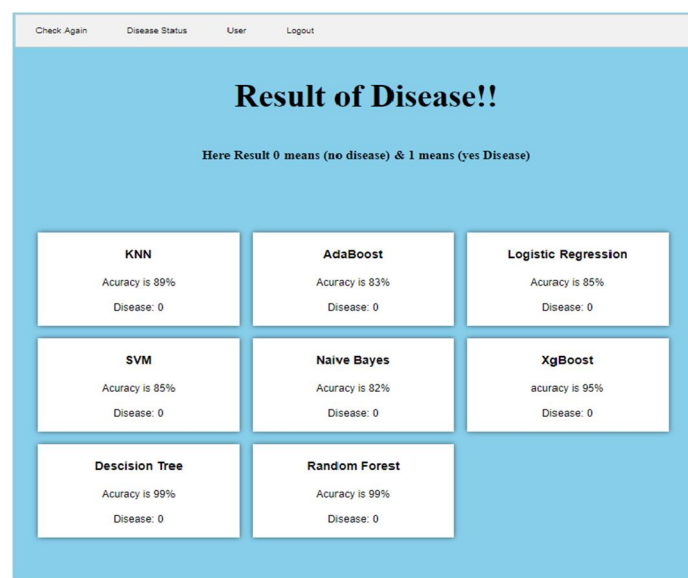 Check Again Disease Status User Logout
Result of Disease!!
Here Result 0 means (no disease) & 1 means (yes Disease)
KNN
Acuracy is 89%
Disease: 0
AdaBoost
Acuracy is 83%
Disease: 0
Logistic Regression
Acuracy is 85%
Disease: 0
SVM
Acuracy is 85%
Disease: 0
Naive Bayes
Acuracy is 82%
Disease: 0
XgBoost
acuracy is 95%
Disease: 0
Descision Tree
Acuracy is 99%
Disease: 0
Random Forest
Acuracy is 99%
Disease: 0